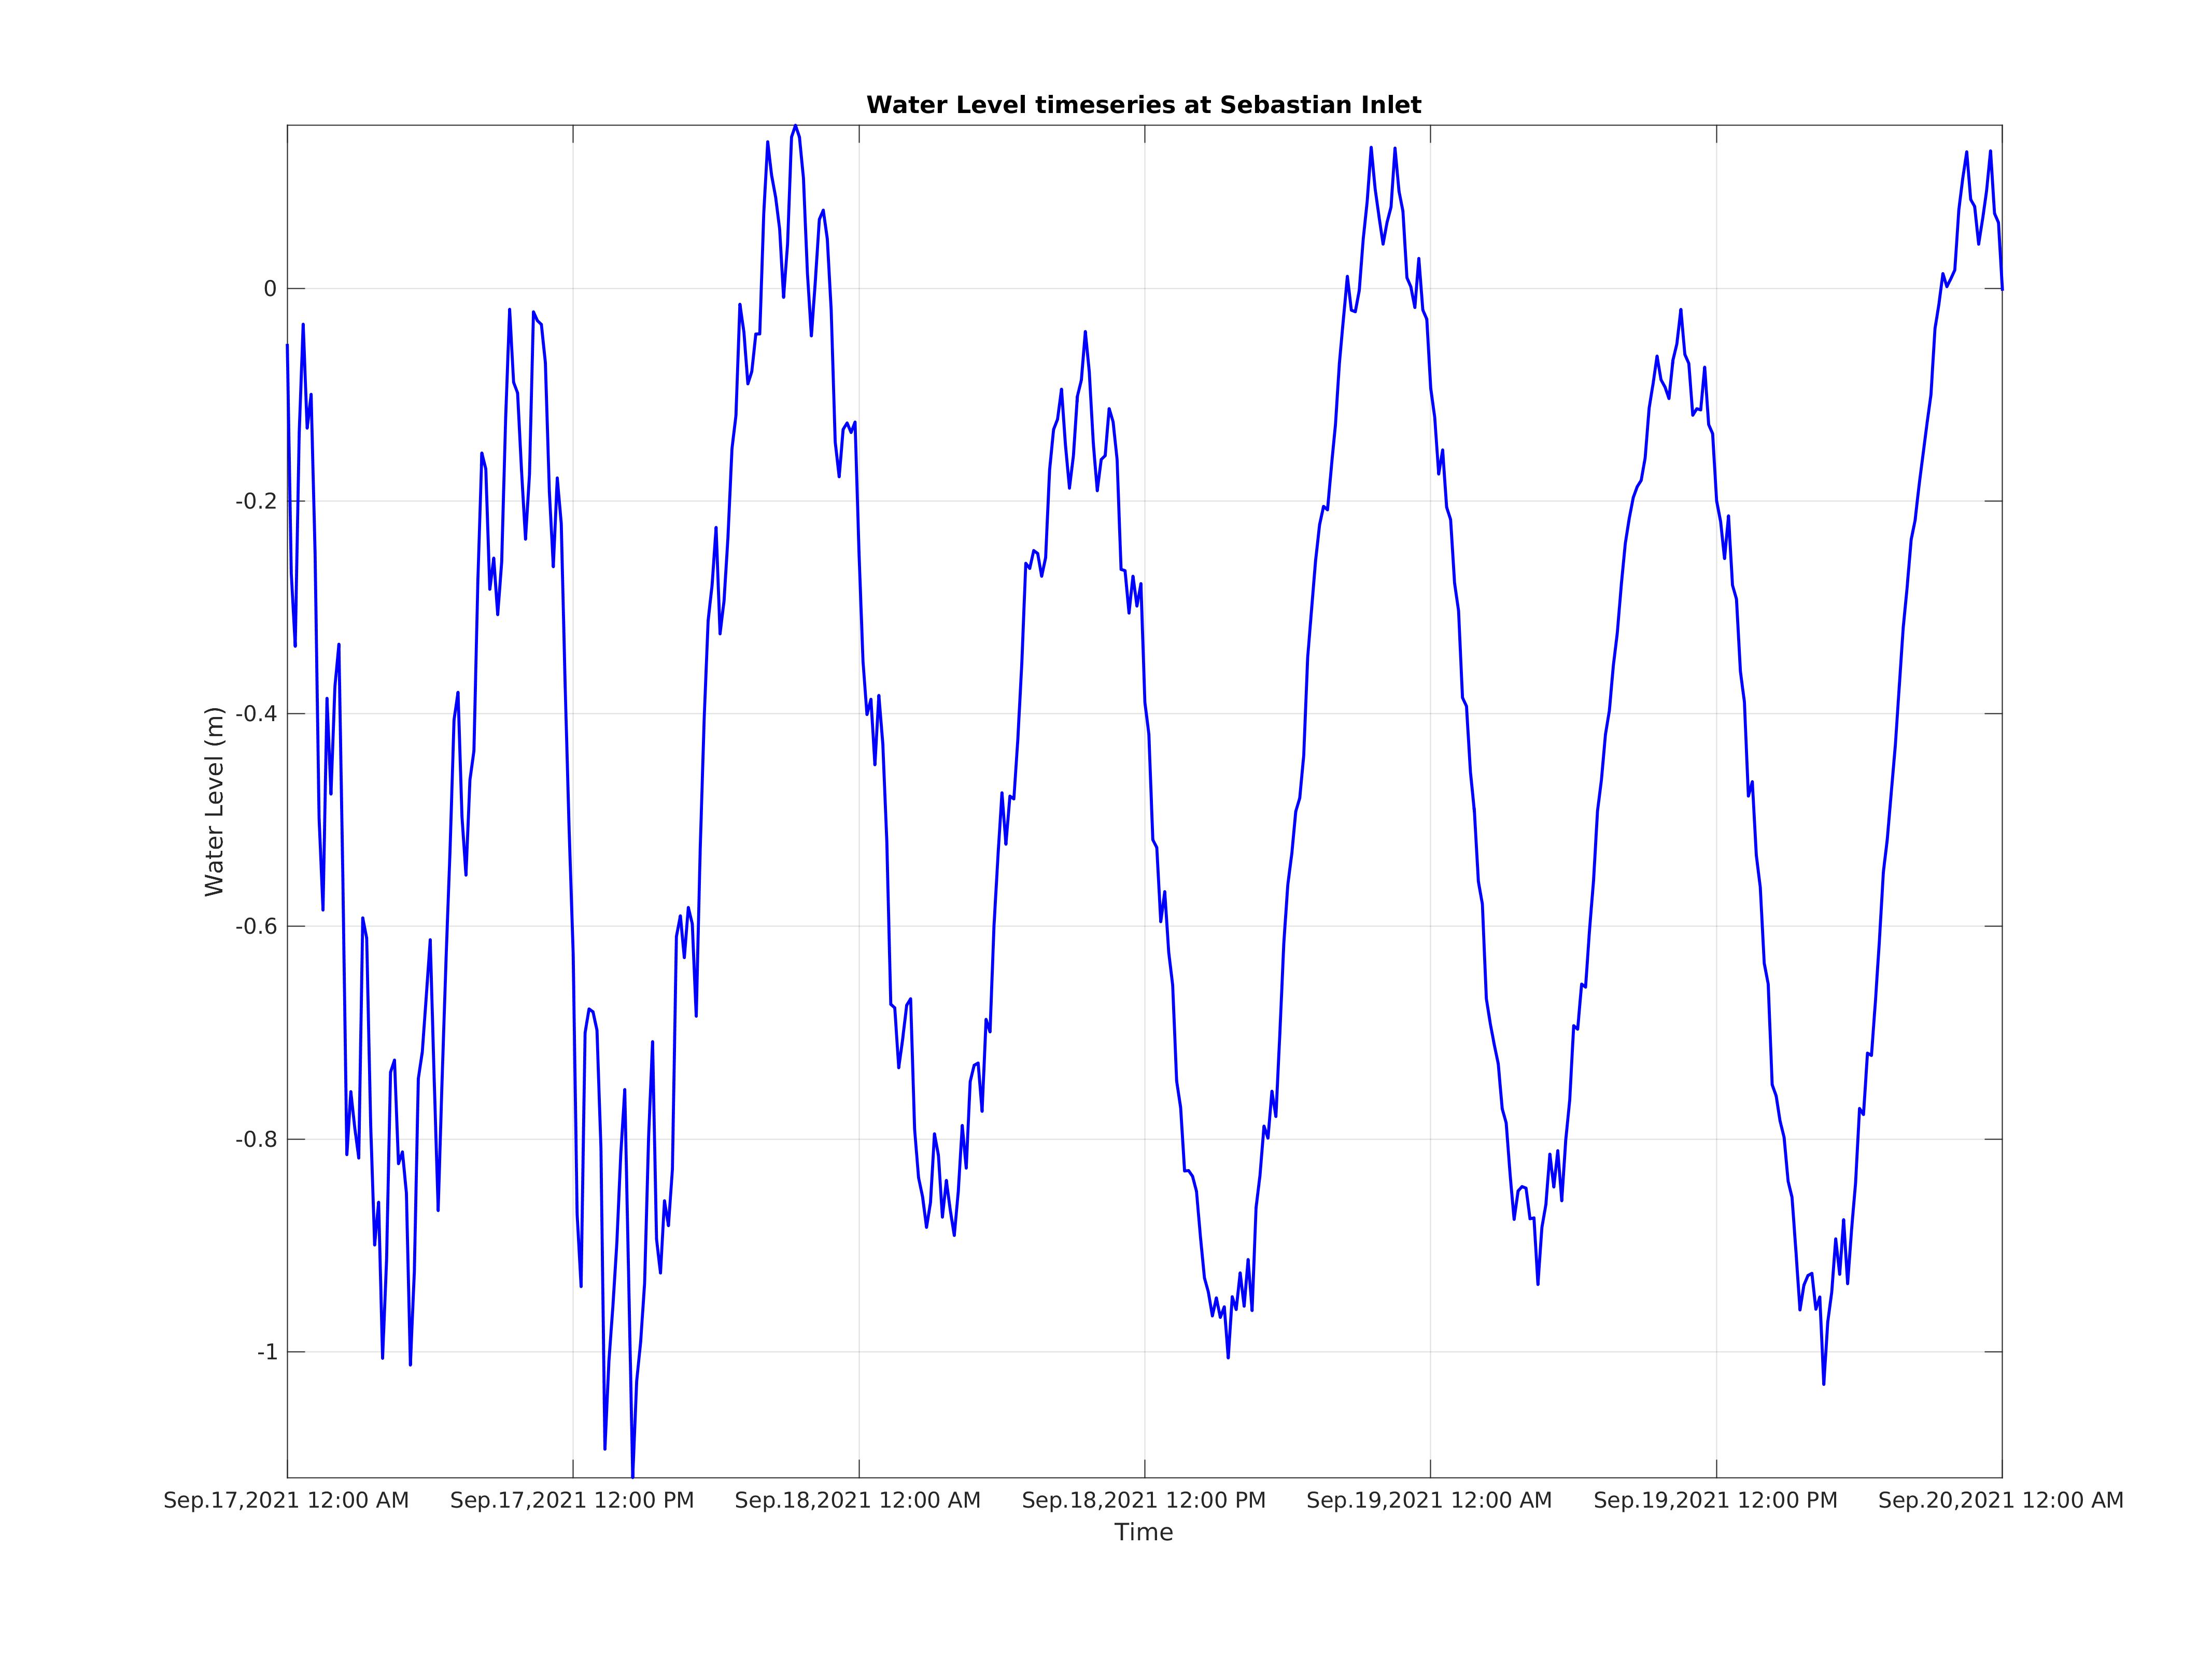 Water Level timeseries at Sebastian Inlet
0
-0.2
-0.4
-0.6
-0.8
-1
Water Level (m)
Sep.17,2021 12:00 AM
Sep.17,2021 12:00 PM
Sep.18,2021 12:00 AM
Sep.18,2021 12:00 PM
Sep.19,2021 12:00 AM
Sep.19,2021 12:00 PM
Sep.20,2021 12:00 AM
Time